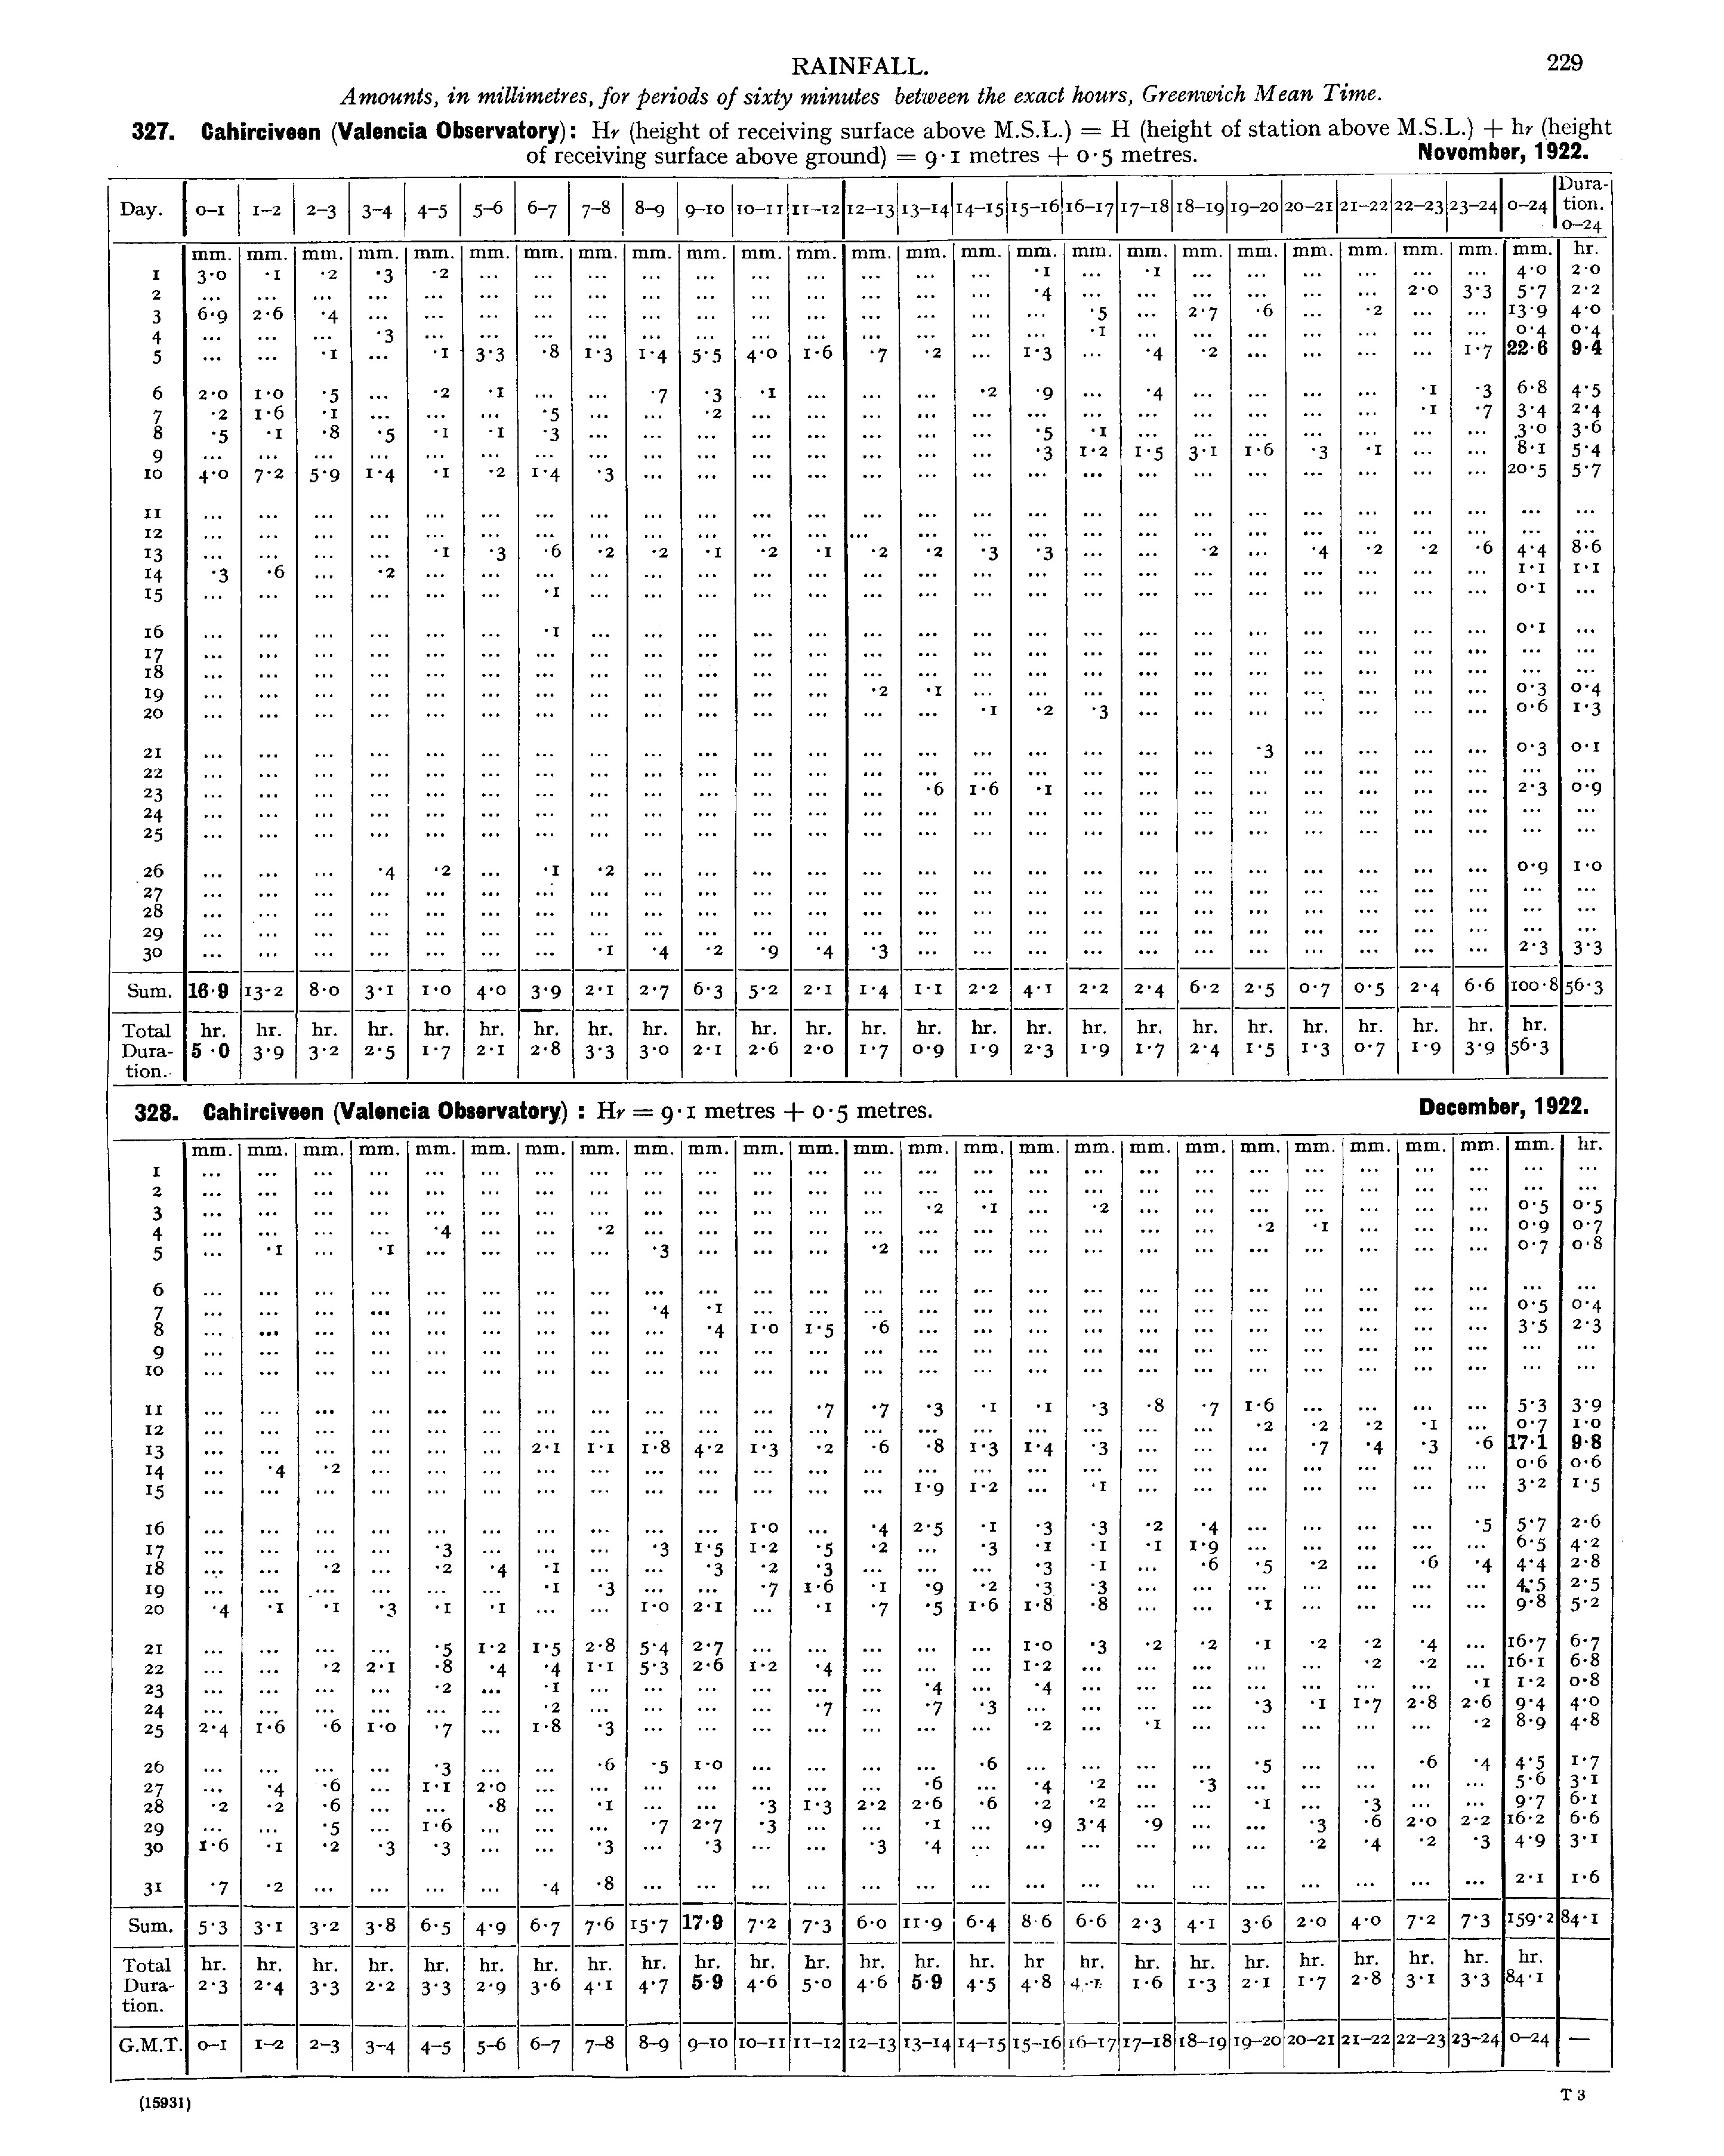 RAINFALL.
229
Amounts, in millimetres, for periods of sixty minutes between the exact hours, Greenwich Mean Time.
327. Cahirciveen (Valencia Observatory): Hr (height of receiving surface above M.S.L.) = H (height of station above M.S.L.) + hr (height
of receiving surface above ground) = 9·1 metres + 0·5 metres. November, 1922.
Day. 0–1 1–2 2–3 3–4 4–5 5–6 6–7 7–8 8–9 9–10 10–11 11–12 12–13 13–14 14–15 15–16 16–17 17–18 18–19 19–20 20–21 21–22 22–23 23–24 0–24 Duration. 0–24
mm. mm. mm. mm. mm. mm. mm. mm. mm. mm. mm. mm. mm. mm. mm. mm. mm. mm. mm. mm. mm. mm. mm. mm. mm. hr.
1 3·0 ·1 ·2 ·3 ·2 ... ... ... ... ... ... ... ... ... ... ·1 ... ·1 ... ... ... ... ... ... 4·0 2·0
2 ... ... ... ... ... ... ... ... ... ... ... ... ... ... ... ·4 ... ... ... ... ... ... 2·0 3·3 5·7 2·2
3 6·9 2·6 ·4 ... ... ... ... ... ... ... ... ... ... ... ... ... ·5 ... 2·7 ·6 ... ·2 ... ... 13·9 4·0
4 ... ... ... ·3 ... ... ... ... ... ... ... ... ... ... ... ... ·1 ... ... ... ... ... ... ... 0·4 0·4
5 ... ... ·1 ... ·1 3·3 ·8 1·3 1·4 5·5 4·0 1·6 ·7 ·2 ... 1·3 ... ·4 ·2 ... ... ... ... 1·7 22·6 9·4
6 2·0 1·0 ·5 ... ·2 ·1 ... ... ·7 ·3 ·1 ... ... ... ·2 ·9 ... ·4 ... ... ... ... ·1 ·3 6·8 4·5
7 ·2 1·6 ·1 ... ... ... ·5 ... ... ·2 ... ... ... ... ... ... ... ... ... ... ... ... ·1 ·7 3·4 2·4
8 ·5 ·1 ·8 ·5 ·1 ·1 ·3 ... ... ... ... ... ... ... ... ·5 ·1 ... ... ... ... ... ... ... 3·0 3·6
9 ... ... ... ... ... ... ... ... ... ... ... ... ... ... ... ·3 1·2 1·5 3·1 1·6 ·3 ·1 ... ... 8·1 5·4
10 4·0 7·2 5·9 1·4 ·1 ·2 1·4 ·3 ... ... ... ... ... ... ... ... ... ... ... ... ... ... ... ... 20·5 5·7
11 ... ... ... ... ... ... ... ... ... ... ... ... ... ... ... ... ... ... ... ... ... ... ... ... ... ...
12 ... ... ... ... ... ... ... ... ... ... ... ... ... ... ... ... ... ... ... ... ... ... ... ... ... ...
13 ... ... ... ... ·1 ·3 ·6 ·2 ·2 ·1 ·2 ·1 ·2 ·2 ·3 ·3 ... ... ·2 ... ·4 ·2 ·2 ·6 4·4 8·6
14 ·3 ·6 ... ·2 ... ... ... ... ... ... ... ... ... ... ... ... ... ... ... ... ... ... ... ... 1·1 1·1
15 ... ... ... ... ... ... ·1 ... ... ... ... ... ... ... ... ... ... ... ... ... ... ... ... ... 0·1 ...
16 ... ... ... ... ... ... ·1 ... ... ... ... ... ... ... ... ... ... ... ... ... ... ... ... ... 0·1 ...
17 ... ... ... ... ... ... ... ... ... ... ... ... ... ... ... ... ... ... ... ... ... ... ... ... ... ...
18 ... ... ... ... ... ... ... ... ... ... ... ... ... ... ... ... ... ... ... ... ... ... ... ... ... ...
19 ... ... ... ... ... ... ... ... ... ... ... ... ·2 ·1 ... ... ... ... ... ... ... ... ... ... 0·3 0·4
20 ... ... ... ... ... ... ... ... ... ... ... ... ... ... ·1 ·2 ·3 ... ... ... ... ... ... ... 0·6 1·3
21 ... ... ... ... ... ... ... ... ... ... ... ... ... ... ... ... ... ... ... ·3 ... ... ... ... 0·3 0·1
22 ... ... ... ... ... ... ... ... ... ... ... ... ... ... ... ... ... ... ... ... ... ... ... ... ... ...
23 ... ... ... ... ... ... ... ... ... ... ... ... ... ·6 1·6 ·1 ... ... ... ... ... ... ... ... 2·3 0·9
24 ... ... ... ... ... ... ... ... ... ... ... ... ... ... ... ... ... ... ... ... ... ... ... ... ... ...
25 ... ... ... ... ... ... ... ... ... ... ... ... ... ... ... ... ... ... ... ... ... ... ... ... ... ...
26 ... ... ... ·4 ·2 ... ·1 ·2 ... ... ... ... ... ... ... ... ... ... ... ... ... ... ... ... 0·9 1·0
27 ... ... ... ... ... ... ... ... ... ... ... ... ... ... ... ... ... ... ... ... ... ... ... ... ... ...
28 ... ... ... ... ... ... ... ... ... ... ... ... ... ... ... ... ... ... ... ... ... ... ... ... ... ...
29 ... ... ... ... ... ... ... ... ... ... ... ... ... ... ... ... ... ... ... ... ... ... ... ... ... ...
30 ... ... ... ... ... ... ... ·1 ·4 ·2 ·9 ·4 ·3 ... ... ... ... ... ... ... ... ... ... ... 2·3 3·3
Sum. 16·9 13·2 8·0 3·1 1·0 4·0 3·9 2·1 2·7 6·3 5·2 2·1 1·4 1·1 2·2 4·1 2·2 2·4 6·2 2·5 0·7 0·5 2·4 6·6 100·8 56·3
Total hr. hr. hr. hr. hr. hr. hr. hr. hr. hr. hr. hr. hr. hr. hr. hr. hr. hr. hr. hr. hr. hr. hr. hr. hr.
Dura- 5·0 3·9 3·2 2·5 1·7 2·1 2·8 3·3 3·0 2·1 2·6 2·0 1·7 0·9 1·9 2·3 1·9 1·7 2·4 1·5 1·3 0·7 1·9 3·9 56·3
tion.
328. Cahirciveen (Valencia Observatory) : Hr = 9·1 metres + 0·5 metres. December, 1922.
mm. mm. mm. mm. mm. mm. mm. mm. mm. mm. mm. mm. mm. mm. mm. mm. mm. mm. mm. mm. mm. mm. mm. mm. mm. hr.
1 ... ... ... ... ... ... ... ... ... ... ... ... ... ... ... ... ... ... ... ... ... ... ... ... ... ...
2 ... ... ... ... ... ... ... ... ... ... ... ... ... ... ... ... ... ... ... ... ... ... ... ... ... ...
3 ... ... ... ... ... ... ... ... ... ... ... ... ... ·2 ·1 ... ·2 ... ... ... ... ... ... ... 0·5 0·5
4 ... ... ... ... ·4 ... ... ·2 ... ... ... ... ... ... ... ... ... ... ... ·2 ·1 ... ... ... 0·9 0·7
5 ... ·1 ... ·1 ... ... ... ... ·3 ... ... ... ·2 ... ... ... ... ... ... ... ... ... ... ... 0·7 0·8
6 ... ... ... ... ... ... ... ... ... ... ... ... ... ... ... ... ... ... ... ... ... ... ... ... ... ...
7 ... ... ... ... ... ... ... ... ·4 ·1 ... ... ... ... ... ... ... ... ... ... ... ... ... ... 0·5 0·4
8 ... ... ... ... ... ... ... ... ... ·4 1·0 1·5 ·6 ... ... ... ... ... ... ... ... ... ... ... 3·5 2·3
9 ... ... ... ... ... ... ... ... ... ... ... ... ... ... ... ... ... ... ... ... ... ... ... ... ... ...
10 ... ... ... ... ... ... ... ... ... ... ... ... ... ... ... ... ... ... ... ... ... ... ... ... ... ...
11 ... ... ... ... ... ... ... ... ... ... ... ·7 ·7 ·3 ·1 ·1 ·3 ·8 ·7 1·6 ... ... ... ... 5·3 3·9
12 ... ... ... ... ... ... ... ... ... ... ... ... ... ... ... ... ... ... ... ·2 ·2 ·2 ·1 ... 0·7 1·0
13 ... ... ... ... ... ... 2·1 1·1 1·8 4·2 1·3 ·2 ·6 ·8 1·3 1·4 ·3 ... ... ... ·7 ·4 ·3 ·6 17·1 9·8
14 ... ·4 ·2 ... ... ... ... ... ... ... ... ... ... ... ... ... ... ... ... ... ... ... ... ... 0·6 0·6
15 ... ... ... ... ... ... ... ... ... ... ... ... ... 1·9 1·2 ... ·1 ... ... ... ... ... ... ... 3·2 1·5
16 ... ... ... ... ... ... ... ... ... ... 1·0 ... ·4 2·5 ·1 ·3 ·3 ·2 ·4 ... ... ... ... ·5 5·7 2·6
17 ... ... ... ... ·3 ... ... ... ·3 1·5 1·2 ·5 ·2 ... ·3 ·1 ·1 ·1 1·9 ... ... ... ... ... 6·5 4·2
18 ... ... ·2 ... ·2 ·4 ·1 ... ... ·3 ·2 ·3 ... ... ... ·3 ·1 ... ·6 ·5 ·2 ... ·6 ·4 4·4 2·8
19 ... ... ... ... ... ... ·1 ·3 ... ... ·7 1·6 ·1 ·9 ·2 ·3 ·3 ... ... ... ... ... ... ... 4·5 2·5
20 ·4 ·1 ·1 ·3 ·1 ·1 ... ... 1·0 2·1 ... ·1 ·7 ·5 1·6 1·8 ·8 ... ... ·1 ... ... ... ... 9·8 5·2
21 ... ... ... ... ·5 1·2 1·5 2·8 5·4 2·7 ... ... ... ... ... 1·0 ·3 ·2 ·2 ·1 ·2 ·2 ·4 ... 16·7 6·7
22 ... ... ·2 2·1 ·8 ·4 ·4 1·1 5·3 2·6 1·2 ·4 ... ... ... 1·2 ... ... ... ... ... ·2 ·2 ... 16·1 6·8
23 ... ... ... ... ·2 ... ·1 ... ... ... ... ... ... ·4 ... ·4 ... ... ... ... ... ... ... ·1 1·2 0·8
24 ... ... ... ... ... ... ·2 ... ... ... ... ·7 ... ·7 ·3 ... ... ... ... ·3 ·1 1·7 2·8 2·6 9·4 4·0
25 2·4 1·6 ·6 1·0 ·7 ... 1·8 ·3 ... ... ... ... ... ... ... ·2 ... ·1 ... ... ... ... ... ·2 8·9 4·8
26 ... ... ... ... ·3 ... ... ·6 ·5 1·0 ... ... ... ... ·6 ... ... ... ... ·5 ... ... ·6 ·4 4·5 1·7
27 ... ·4 ·6 ... 1·1 2·0 ... ... ... ... ... ... ... ·6 ... ·4 ·2 ... ·3 ... ... ... ... ... 5·6 3·1
28 ·2 ·2 ·6 ... ... ·8 ... ·1 ... ... ·3 1·3 2·2 2·6 ·6 ·2 ·2 ... ... ·1 ... ·3 ... ... 9·7 6·1
29 ... ... ·5 ... 1·6 ... ... ... ·7 2·7 ·3 ... ... ·1 ... ·9 3·4 ·9 ... ... ·3 ·6 2·0 2·2 16·2 6·6
30 1·6 ·1 ·2 ·3 ·3 ... ... ·3 ... ·3 ... ... ·3 ·4 ... ... ... ... ... ... ·2 ·4 ·2 ·3 4·9 3·1
31 ·7 ·2 ... ... ... ... ·4 ·8 ... ... ... ... ... ... ... ... ... ... ... ... ... ... ... ... 2·1 1·6
Sum. 5·3 3·1 3·2 3·8 6·5 4·9 6·7 7·6 15·7 17·9 7·2 7·3 6·0 11·9 6·4 8·6 6·6 2·3 4·1 3·6 2·0 4·0 7·2 7·3 159·2 84·1
Total hr. hr. hr. hr. hr. hr. hr. hr. hr. hr. hr. hr. hr. hr. hr. hr hr. hr. hr. hr. hr. hr. hr. hr. hr.
Dura- 2·3 2·4 3·3 2·2 3·3 2·9 3·6 4·1 4·7 5·9 4·6 5·0 4·6 5·9 4·5 4·8 1·6 1·3 2·1 1·7 2·8 3·1 3·3 84·1
tion.
G.M.T. 0–1 1–2 2–3 3–4 4–5 5–6 6–7 7–8 8–9 9–10 10–11 11–12 12–13 13–14 14–15 15–16 16–17 17–18 18–19 19–20 20–21 21–22 22–23 23–24 0–24 —
(15931)
T 3